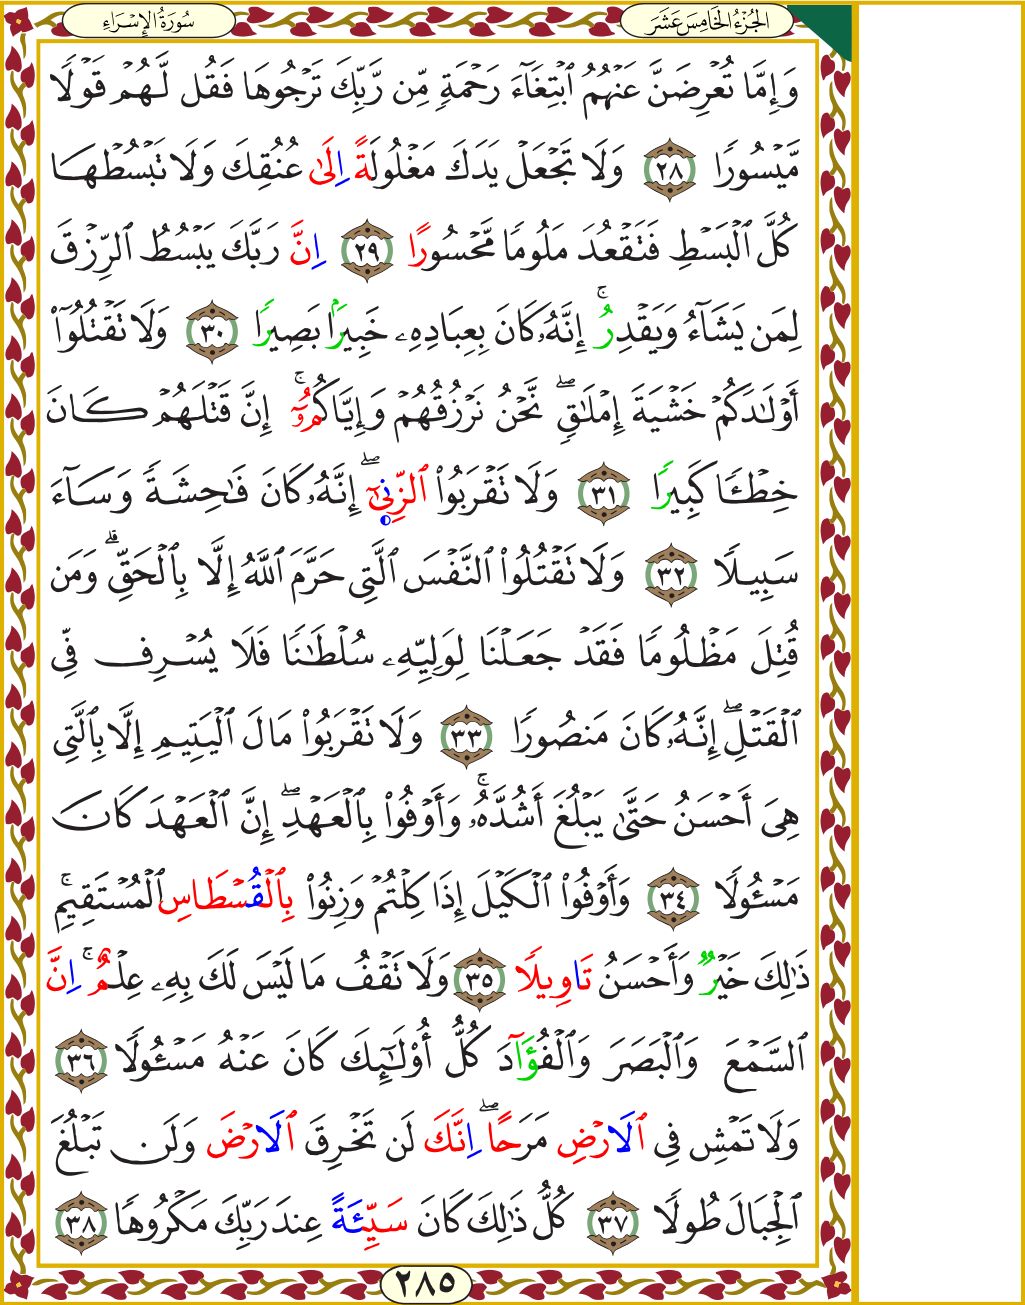 الجُزْءُ الخَامِسَ عَشَرَ
سُورَةُ الإِسْرَاءِ
وَإِمَّا تُعْرِضَنَّ عَنْهُمُ ٱبْتِغَآءَ رَحْمَةٍ مِّن رَّبِّكَ تَرْجُوهَا فَقُل لَّهُمْ قَوْلًا
مَّيْسُورًا ٢٨ وَلَا تَجْعَلْ يَدَكَ مَغْلُولَةً اِلَىٰ عُنُقِكَ وَلَا تَبْسُطْهَا
كُلَّ ٱلْبَسْطِ فَتَقْعُدَ مَلُومًا مَّحْسُورًا ٢٩ اِنَّ رَبَّكَ يَبْسُطُ ٱلرِّزْقَ
لِمَن يَشَآءُ وَيَقْدِرُ ۚ إِنَّهُۥ كَانَ بِعِبَادِهِۦ خَبِيرًۢا بَصِيرًا ٣٠ وَلَا تَقْتُلُوٓا۟
أَوْلَـٰدَكُمْ خَشْيَةَ إِمْلَـٰقٍ ۖ نَّحْنُ نَرْزُقُهُمْ وَإِيَّاكُمُۥٓ ۚ إِنَّ قَتْلَهُمْ كَانَ
خِطْـًٔا كَبِيرًا ٣١ وَلَا تَقْرَبُوا۟ ٱلزِّنِىٰٓ ۖ إِنَّهُۥ كَانَ فَـٰحِشَةً وَسَآءَ
سَبِيلًا ٣٢ وَلَا تَقْتُلُوا۟ ٱلنَّفْسَ ٱلَّتِى حَرَّمَ ٱللَّهُ إِلَّا بِٱلْحَقِّ ۗ وَمَن
قُتِلَ مَظْلُومًا فَقَدْ جَعَلْنَا لِوَلِيِّهِۦ سُلْطَـٰنًا فَلَا يُسْرِف فِّى
ٱلْقَتْلِ ۖ إِنَّهُۥ كَانَ مَنصُورًا ٣٣ وَلَا تَقْرَبُوا۟ مَالَ ٱلْيَتِيمِ إِلَّا بِٱلَّتِى
هِىَ أَحْسَنُ حَتَّىٰ يَبْلُغَ أَشُدَّهُۥ ۚ وَأَوْفُوا۟ بِٱلْعَهْدِ ۖ إِنَّ ٱلْعَهْدَ كَانَ
مَسْـُٔولًا ٣٤ وَأَوْفُوا۟ ٱلْكَيْلَ إِذَا كِلْتُمْ وَزِنُوا۟ بِٱلْقُسْطَاسِ ٱلْمُسْتَقِيمِ ۚ
ذَٰلِكَ خَيْرٌ وَأَحْسَنُ تَاوِيلًا ٣٥ وَلَا تَقْفُ مَا لَيْسَ لَكَ بِهِۦ عِلْمٌ ۚ اِنَّ
ٱلسَّمْعَ وَٱلْبَصَرَ وَٱلْفُؤَآدَ كُلُّ أُو۟لَـٰٓئِكَ كَانَ عَنْهُ مَسْـُٔولًا ٣٦
وَلَا تَمْشِ فِى ٱلَارْضِ مَرَحًا ۖ اِنَّكَ لَن تَخْرِقَ ٱلَارْضَ وَلَن تَبْلُغَ
ٱلْجِبَالَ طُولًا ٣٧ كُلُّ ذَٰلِكَ كَانَ سَيِّئَةً عِندَ رَبِّكَ مَكْرُوهًا ٣٨
٢٨٥